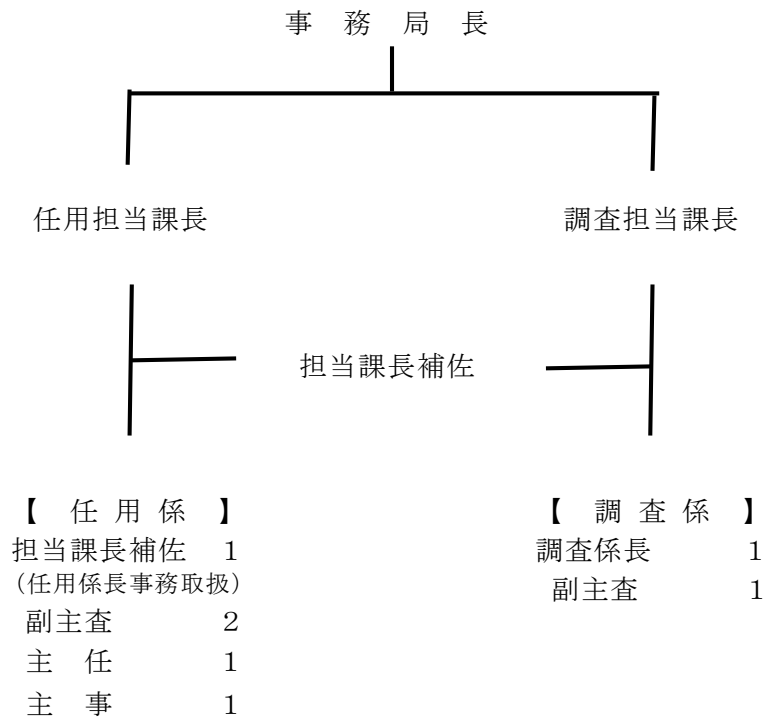 事 務 局 長
任用担当課長
調査担当課長
担当課長補佐
【 任 用 係 】
担当課長補佐 1
(任用係長事務取扱)
副主査 2
主 任 1
主 事 1
【 調 査 係 】
調査係長 1
副主査 1